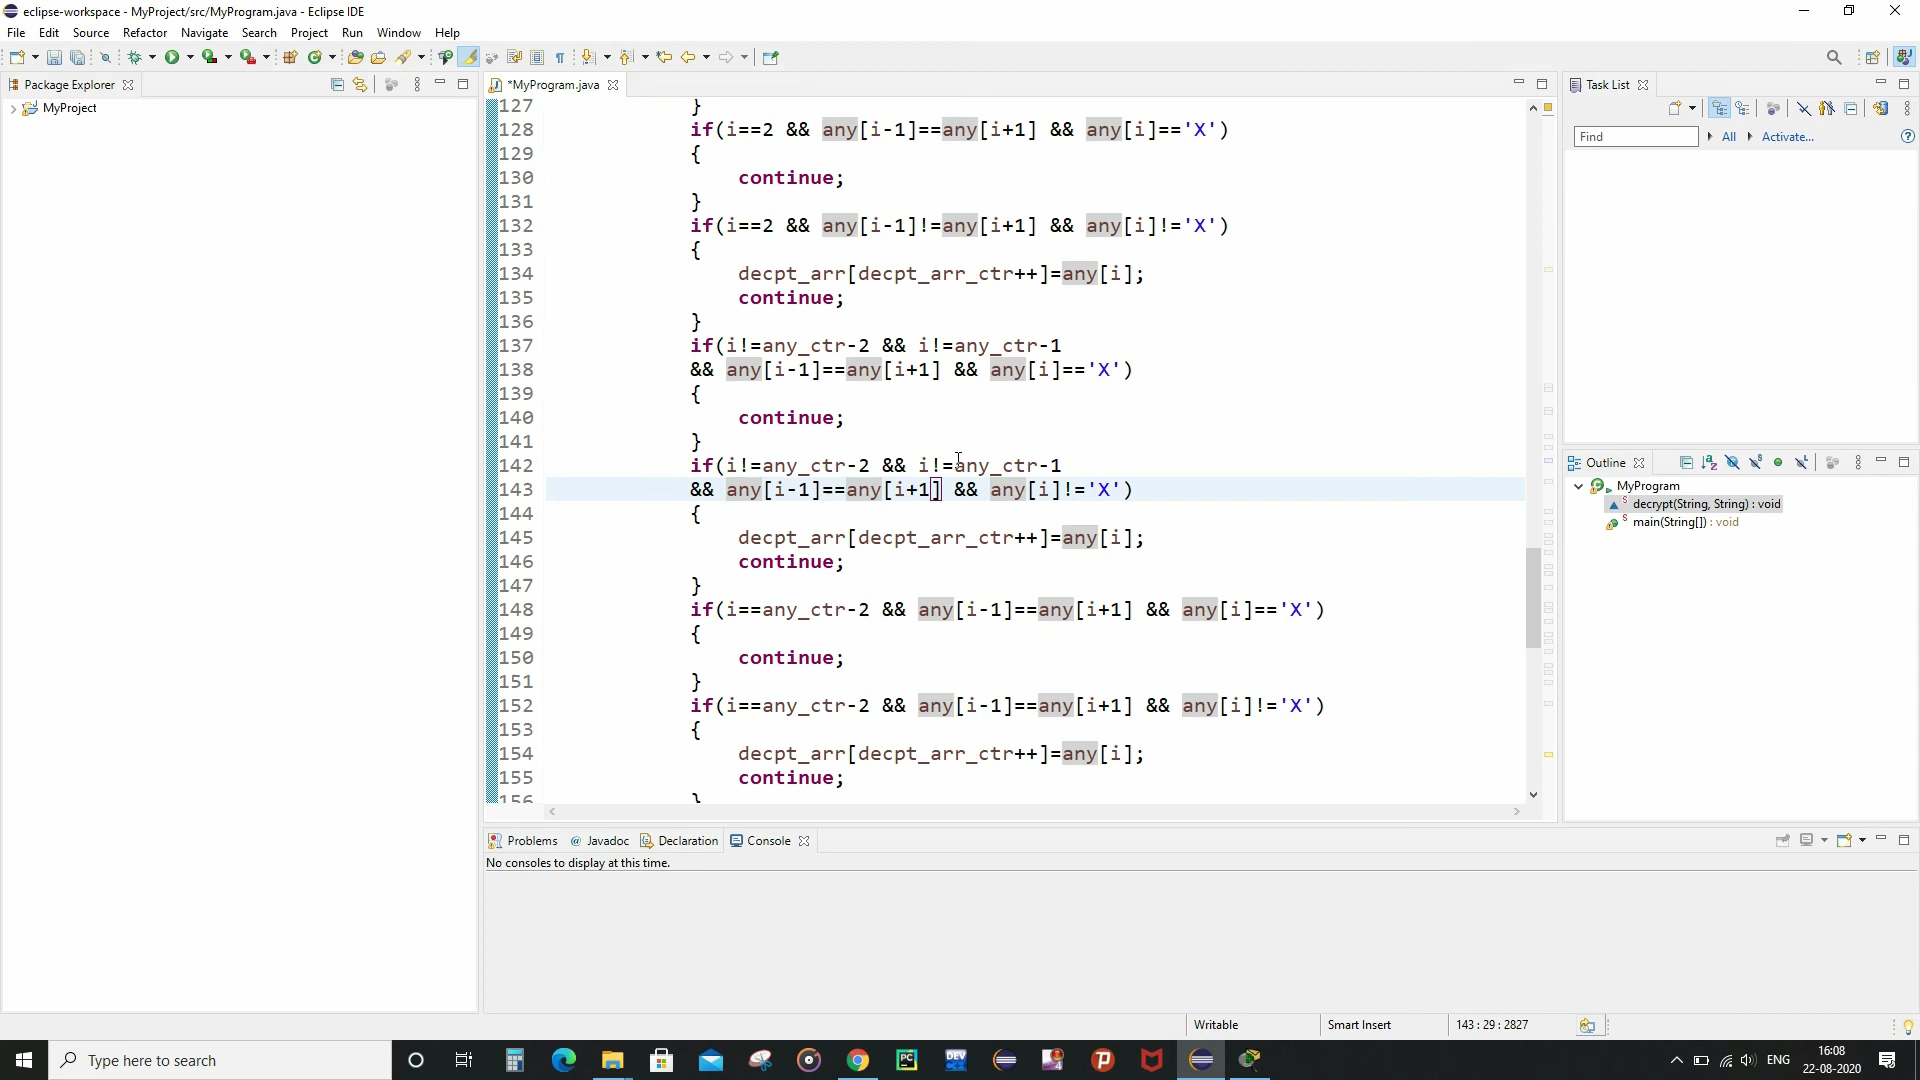 eclipse-workspace - MyProject/src/MyProgram.java - Eclipse IDE
File Edit Source Refactor Navigate Search Project Run Window Help
Package Explorer
MyProject
*MyProgram.java
127 }
128 if(i==2 && any[i-1]==any[i+1] && any[i]=='X')
129 {
130 continue;
131 }
132 if(i==2 && any[i-1]!=any[i+1] && any[i]!='X')
133 {
134 decpt_arr[decpt_arr_ctr++]=any[i];
135 continue;
136 }
137 if(i!=any_ctr-2 && i!=any_ctr-1
138 && any[i-1]==any[i+1] && any[i]=='X')
139 {
140 continue;
141 }
142 if(i!=any_ctr-2 && i!=any_ctr-1
143 && any[i-1]==any[i+1] && any[i]!='X')
144 {
145 decpt_arr[decpt_arr_ctr++]=any[i];
146 continue;
147 }
148 if(i==any_ctr-2 && any[i-1]==any[i+1] && any[i]=='X')
149 {
150 continue;
151 }
152 if(i==any_ctr-2 && any[i-1]==any[i+1] && any[i]!='X')
153 {
154 decpt_arr[decpt_arr_ctr++]=any[i];
155 continue;
156 }
Task List
Find All Activate...
Outline
MyProgram
decrypt(String, String) : void
main(String[]) : void
Problems @ Javadoc Declaration Console
No consoles to display at this time.
Writable Smart Insert 143 : 29 : 2827
Type here to search
PC
DEV
ENG
16:08
22-08-2020